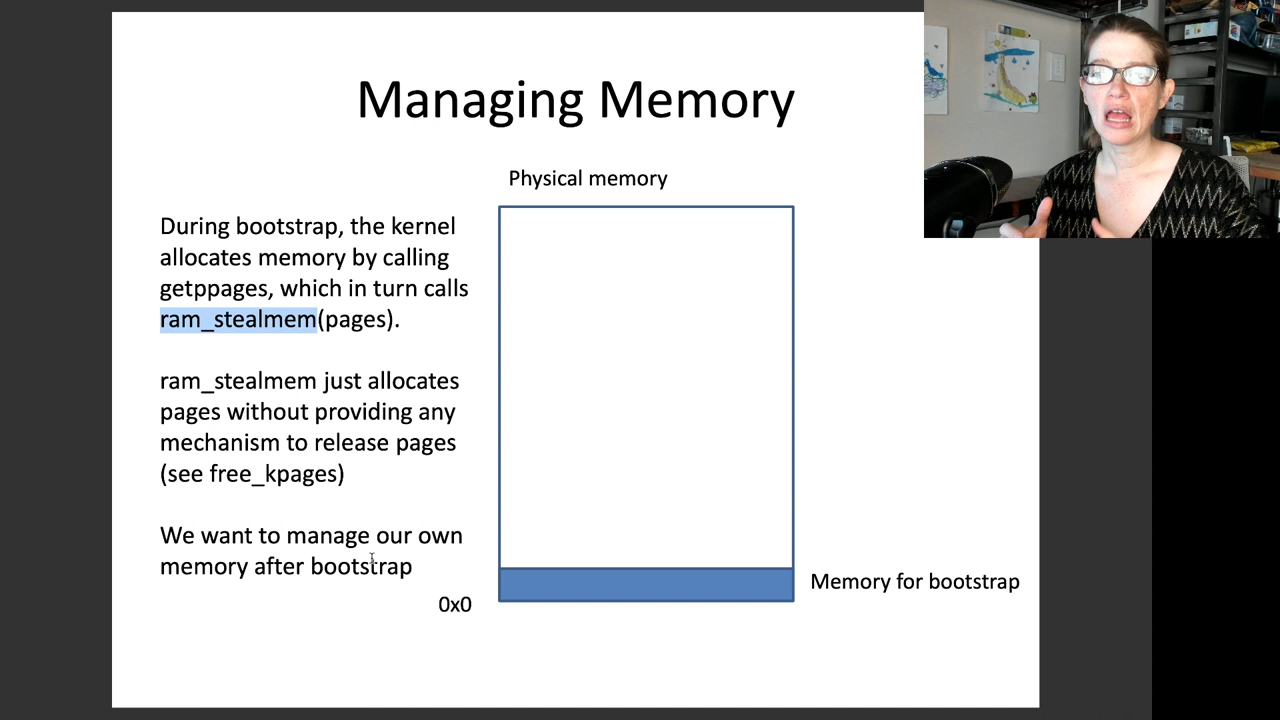 Managing Memory
Physical memory
During bootstrap, the kernel
allocates memory by calling
getppages, which in turn calls
ram_stealmem(pages).
ram_stealmem just allocates
pages without providing any
mechanism to release pages
(see free_kpages)
We want to manage our own
memory after bootstrap
0x0
Memory for bootstrap